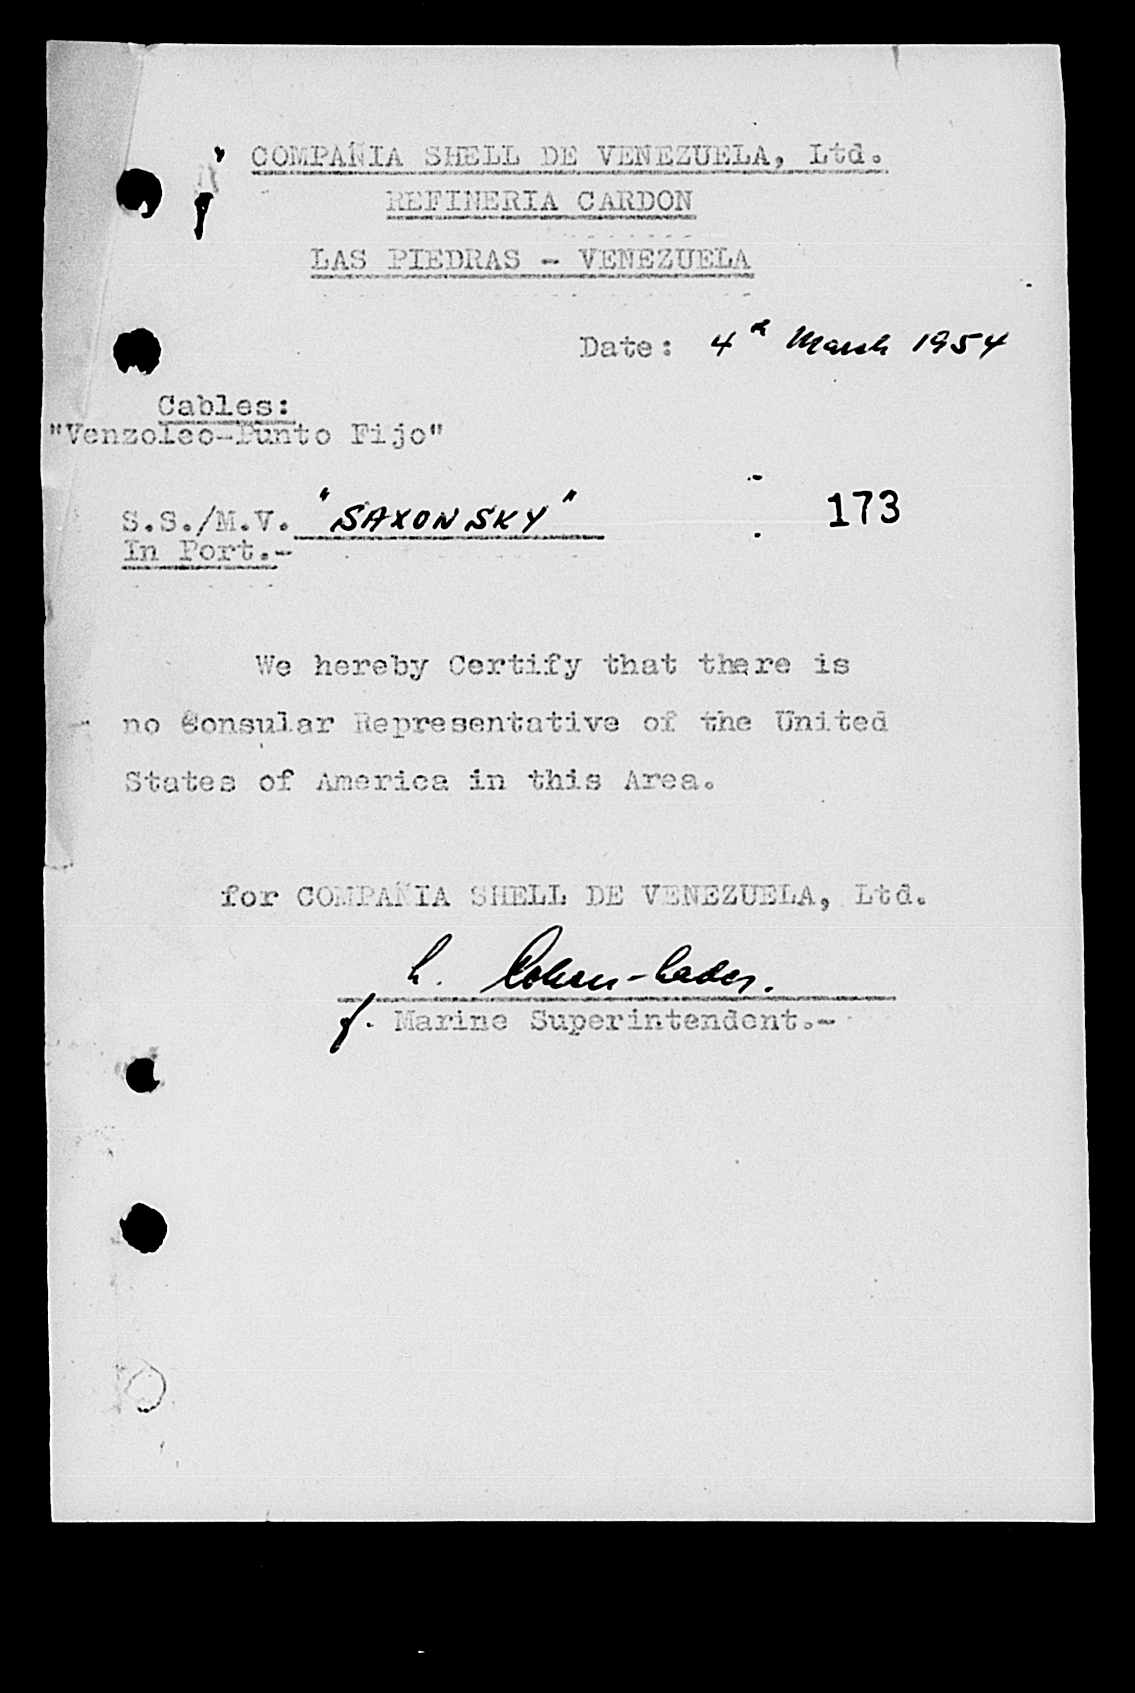 COMPAÑIA SHELL DE VENEZUELA, Ltd.
REFINERIA CARDON
LAS PIEDRAS - VENEZUELA
Date: 4th March 1954
Cables:
"Venzoleo-Punto Fijo"
S.S./M.V. "SAXON SKY"
173
In Port.-
We hereby Certify that there is
no Consular Representative of the United
States of America in this Area.
for COMPAÑIA SHELL DE VENEZUELA, Ltd.
f. Marine Superintendent.-